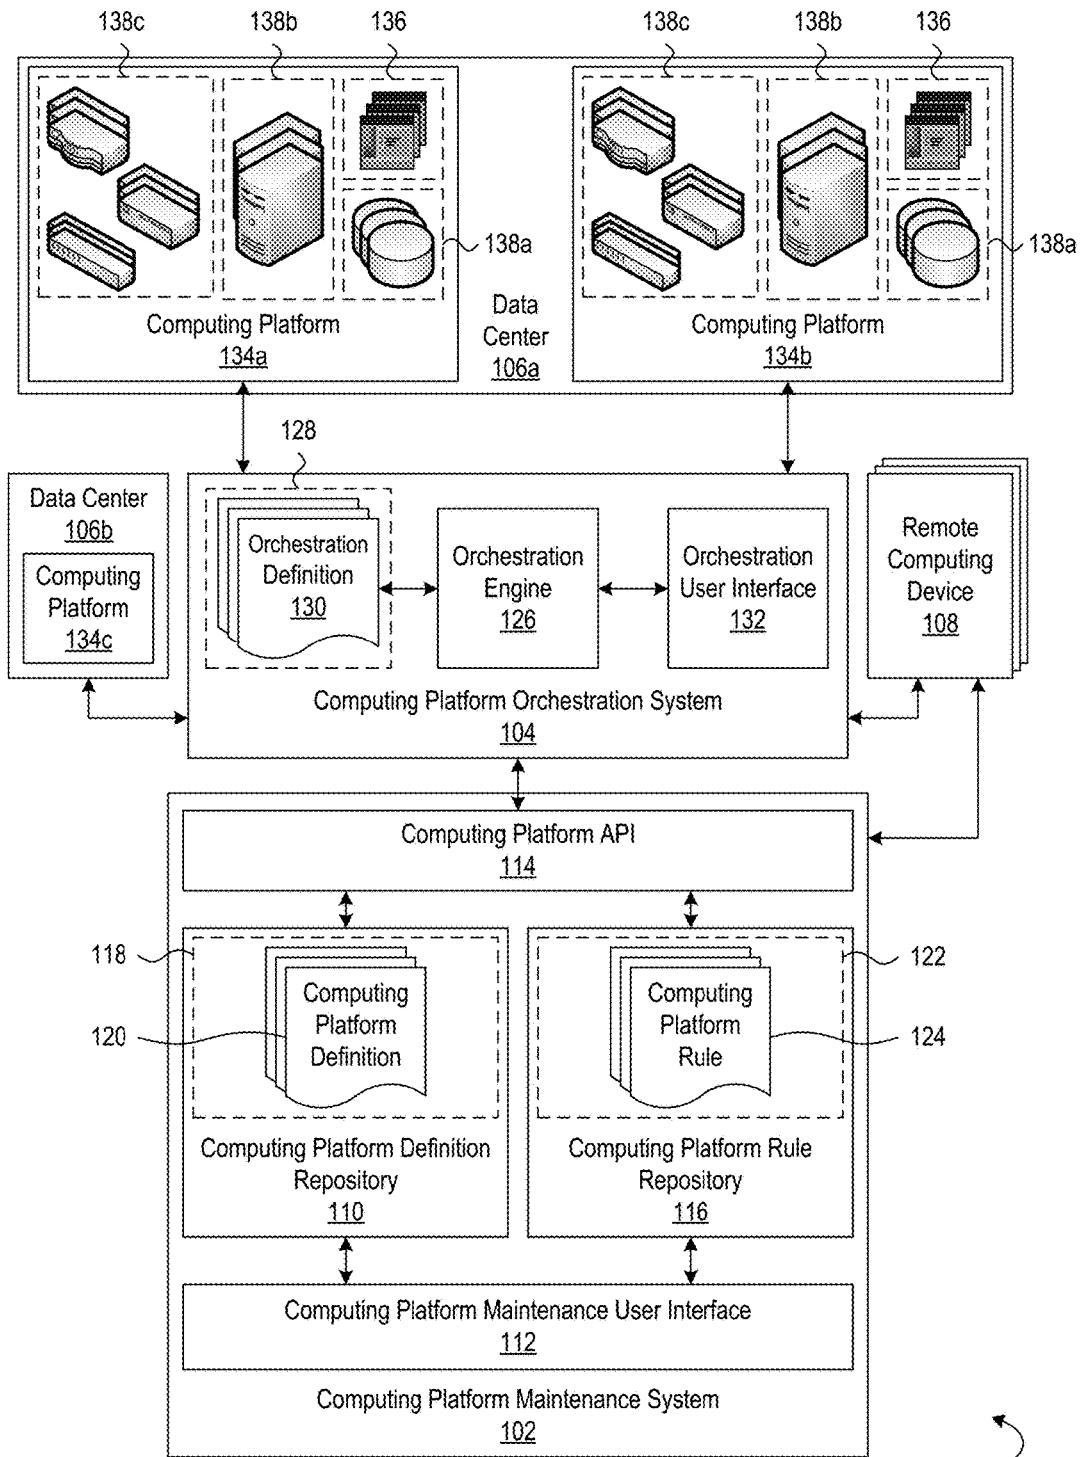 138c 138b 136 138c 138b 136
138a 138a
Computing Platform
134a
Data
Center
106a
Computing Platform
134b
128
Data Center
106b
Computing
Platform
134c
Orchestration
Definition
130
Orchestration
Engine
126
Orchestration
User Interface
132
Remote
Computing
Device
108
Computing Platform Orchestration System
104
Computing Platform API
114
118
122
Computing
Platform
Definition
120
Computing
Platform
Rule
124
Computing Platform Definition
Repository
110
Computing Platform Rule
Repository
116
Computing Platform Maintenance User Interface
112
Computing Platform Maintenance System
102